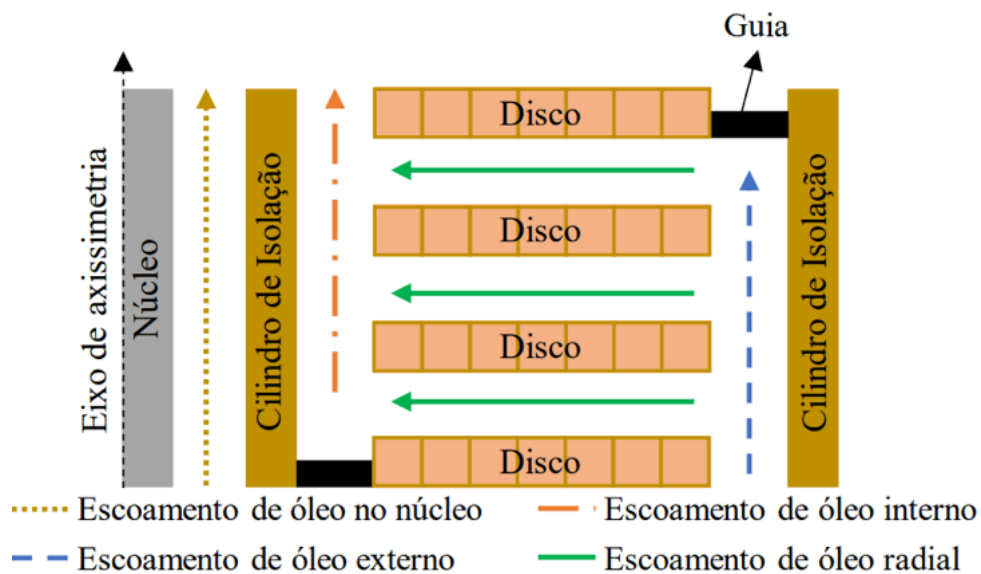 Guia
Eixo de axissimetria
Núcleo
Cilindro de Isolação
Disco
Disco
Disco
Disco
Cilindro de Isolação
Escoamento de óleo no núcleo
Escoamento de óleo interno
Escoamento de óleo externo
Escoamento de óleo radial